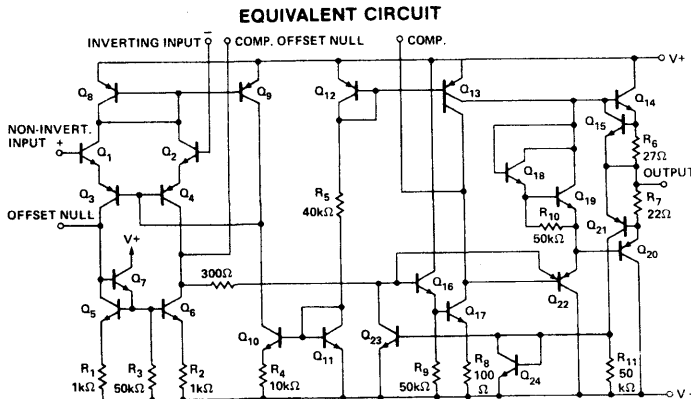 EQUIVALENT CIRCUIT
INVERTING INPUT −
COMP. OFFSET NULL
COMP.
V+
Q8
Q9
Q12
Q13
Q14
Q15
NON-INVERT.
INPUT +
Q1
Q2
R6
27Ω
Q18
Q3
Q4
R5
40kΩ
Q19
OUTPUT
R7
22Ω
OFFSET NULL
R10
50kΩ
Q21
Q20
V+
Q7
300Ω
Q16
Q22
Q5
Q6
Q17
Q10
Q11
Q23
Q24
R1
1kΩ
R3
50kΩ
R2
1kΩ
R4
10kΩ
R9
50kΩ
R8
100
Ω
R11
50
kΩ
V-